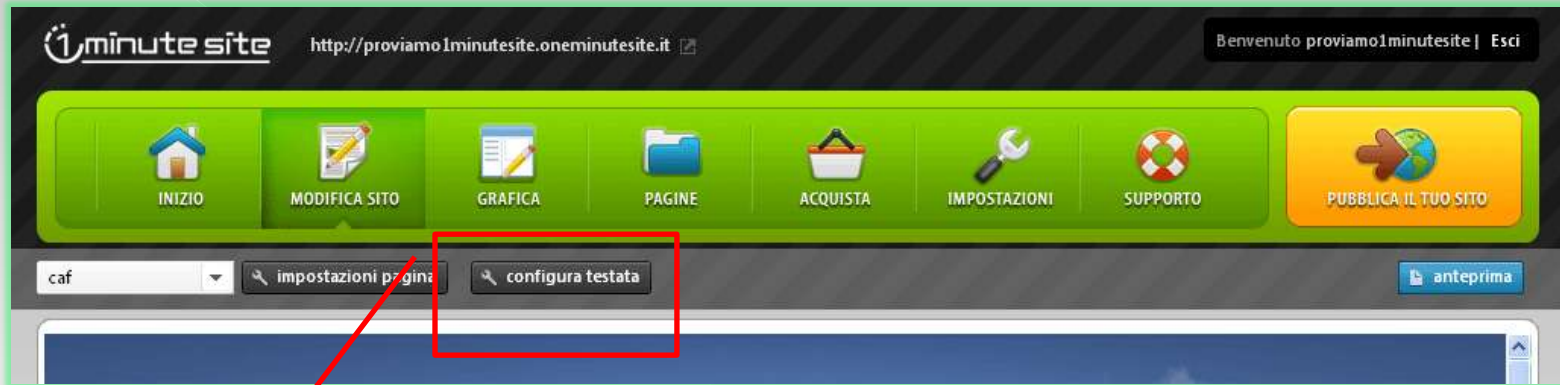 1minute site
http://proviamo1minutesite.oneminutesite.it
Benvenuto proviamo1minutesite | Esci
INIZIO
MODIFICA SITO
GRAFICA
PAGINE
ACQUISTA
IMPOSTAZIONI
SUPPORTO
PUBBLICA IL TUO SITO
caf
impostazioni pagina
configura testata
anteprima